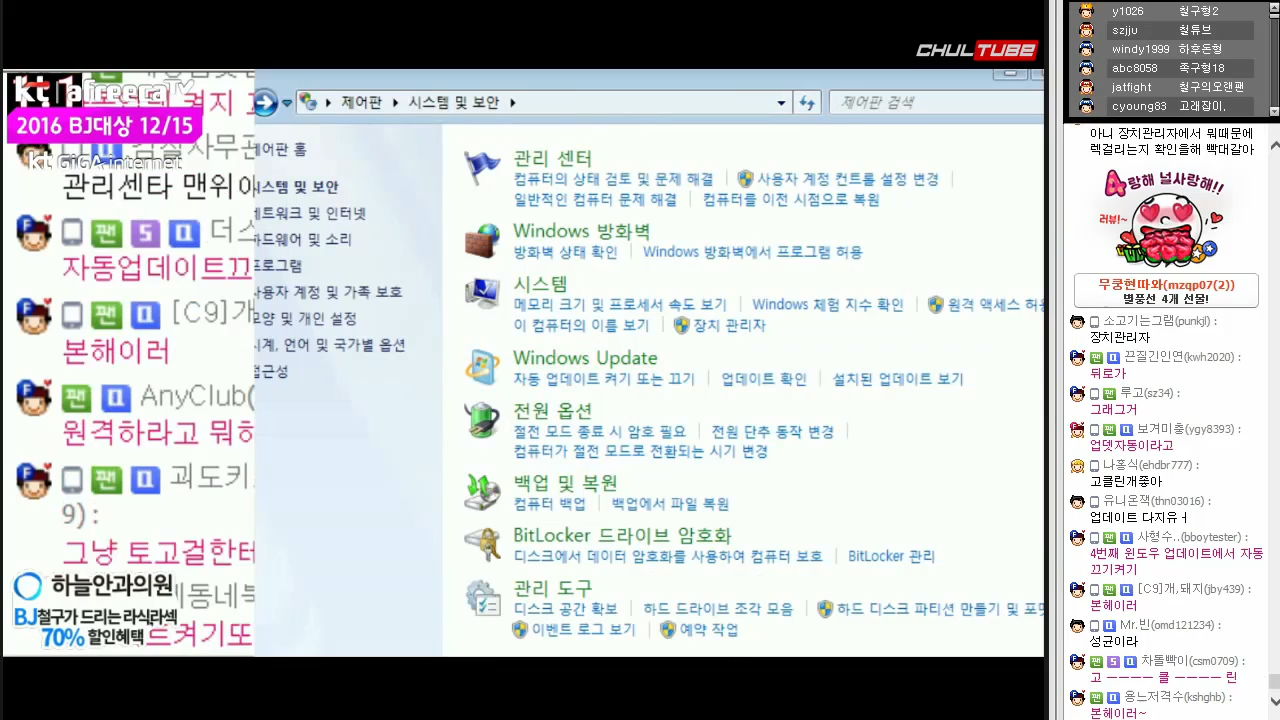 CHULTUBE
kt afreecaTV
2016 BJ대상 12/15
kt GiGA internet
관리센타 맨위
더스
자동업데이트끄
[C9]개
본해이러
AnyClub(
원격하라고 뭐하
괴도키
9) :
그냥 토고걸한테
하늘안과의원
BJ철구가 드리는 라식라섹
70% 할인혜택
드켜기또
제어판 ▶ 시스템 및 보안 ▶
제어판 검색
제어판 홈
시스템 및 보안
네트워크 및 인터넷
하드웨어 및 소리
프로그램
사용자 계정 및 가족 보호
모양 및 개인 설정
시계, 언어 및 국가별 옵션
접근성
관리 센터
컴퓨터의 상태 검토 및 문제 해결
사용자 계정 컨트롤 설정 변경
일반적인 컴퓨터 문제 해결
컴퓨터를 이전 시점으로 복원
Windows 방화벽
방화벽 상태 확인
Windows 방화벽에서 프로그램 허용
시스템
메모리 크기 및 프로세서 속도 보기
Windows 체험 지수 확인
원격 액세스 허용
이 컴퓨터의 이름 보기
장치 관리자
Windows Update
자동 업데이트 켜기 또는 끄기
업데이트 확인
설치된 업데이트 보기
전원 옵션
절전 모드 종료 시 암호 필요
전원 단추 동작 변경
컴퓨터가 절전 모드로 전환되는 시기 변경
백업 및 복원
컴퓨터 백업
백업에서 파일 복원
BitLocker 드라이브 암호화
디스크에서 데이터 암호화를 사용하여 컴퓨터 보호
BitLocker 관리
관리 도구
디스크 공간 확보
하드 드라이브 조각 모음
하드 디스크 파티션 만들기 및 포맷
이벤트 로그 보기
예약 작업
y1026 철구형2
szjju 철튜브
windy1999 하후돈형
abc8058 족구형18
jatfight 철구의오앤팬
cyoung83 고래잠이,
아니 장치관리자에서 뭐때문에
렉걸리는지 확인을해 빡대갈아
사랑해 널사랑해!!
러뷰!~
무쿵현따와(mzqp07(2))
별풍선 4개 선물!
소고기는그램(punkjl) :
장치관리자
팬 끈질긴인연(kwh2020) :
뒤로가
팬 루고(sz34) :
그래그거
팬 보겨미홀(ygy8393) :
업뎃자동이라고
나홍식(ehdbr777) :
고클린개좋아
유니온잭(thn03016) :
업데이트 다지유ㅓ
팬 사형수..(bboytester) :
4번째 윈도우 업데이트에서 자동
끄기켜기
팬 [C9]개,돼지(jby439) :
본헤이러
Mr.빈(omd121234) :
성균이라
팬 S 차돌빡이(csm0709) :
고 ㅡㅡㅡㅡ 클 ㅡㅡㅡㅡ 린
팬 용느저격수(kshghb) :
본헤이러~